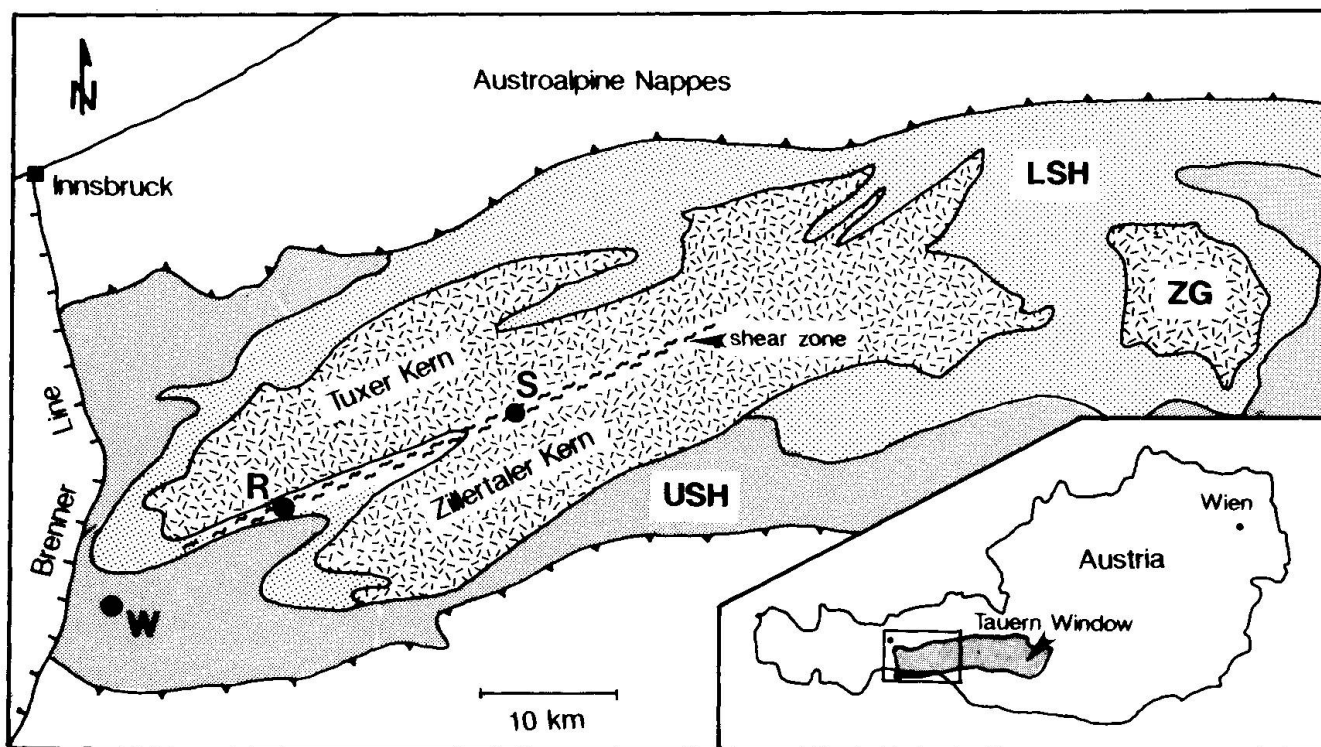 N
Austroalpine Nappes
Innsbruck
LSH
ZG
shear zone
Tuxer Kern
S
Zillertaler Kern
R
USH
Brenner Line
W
10 km
Wien
Austria
Tauern Window